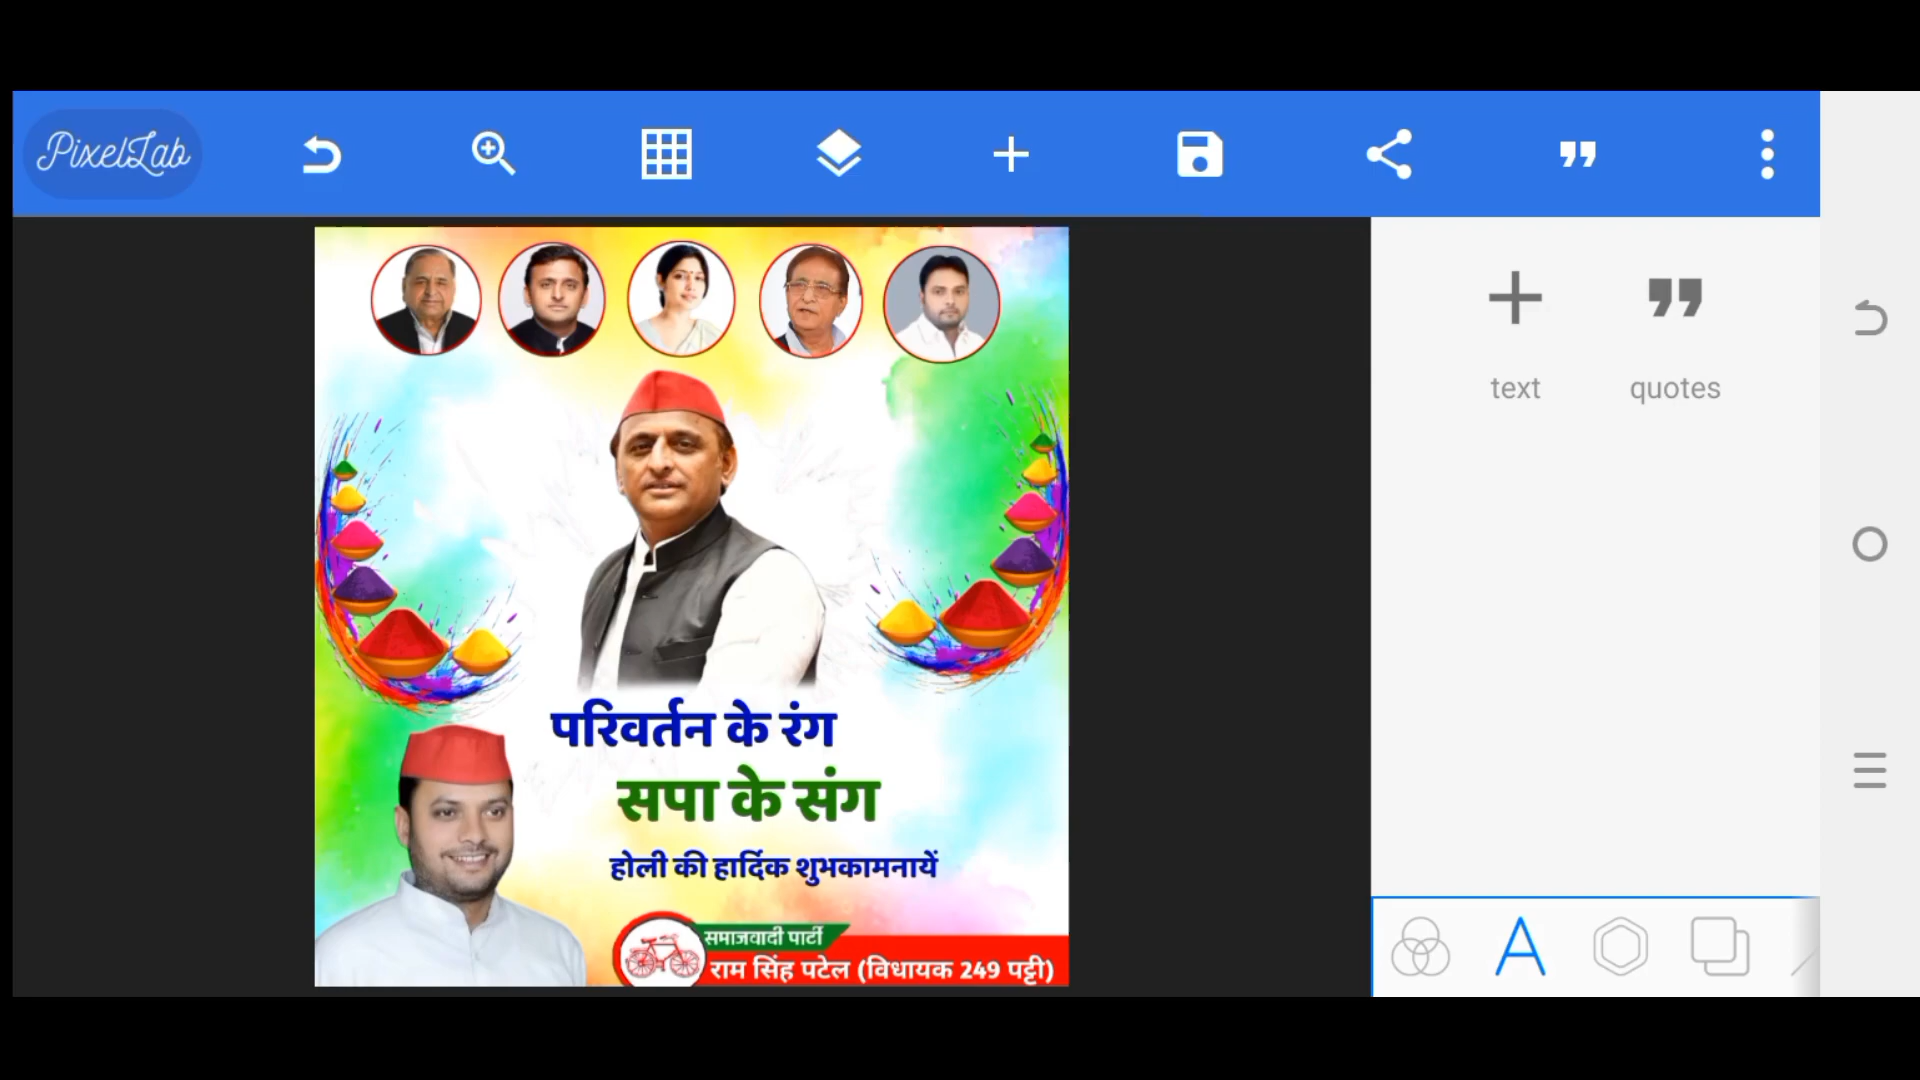 PixelLab
text
quotes
परिवर्तन के रंग
सपा के संग
होली की हार्दिक शुभकामनायें
समाजवादी पार्टी
राम सिंह पटेल (विधायक 249 पट्टी)